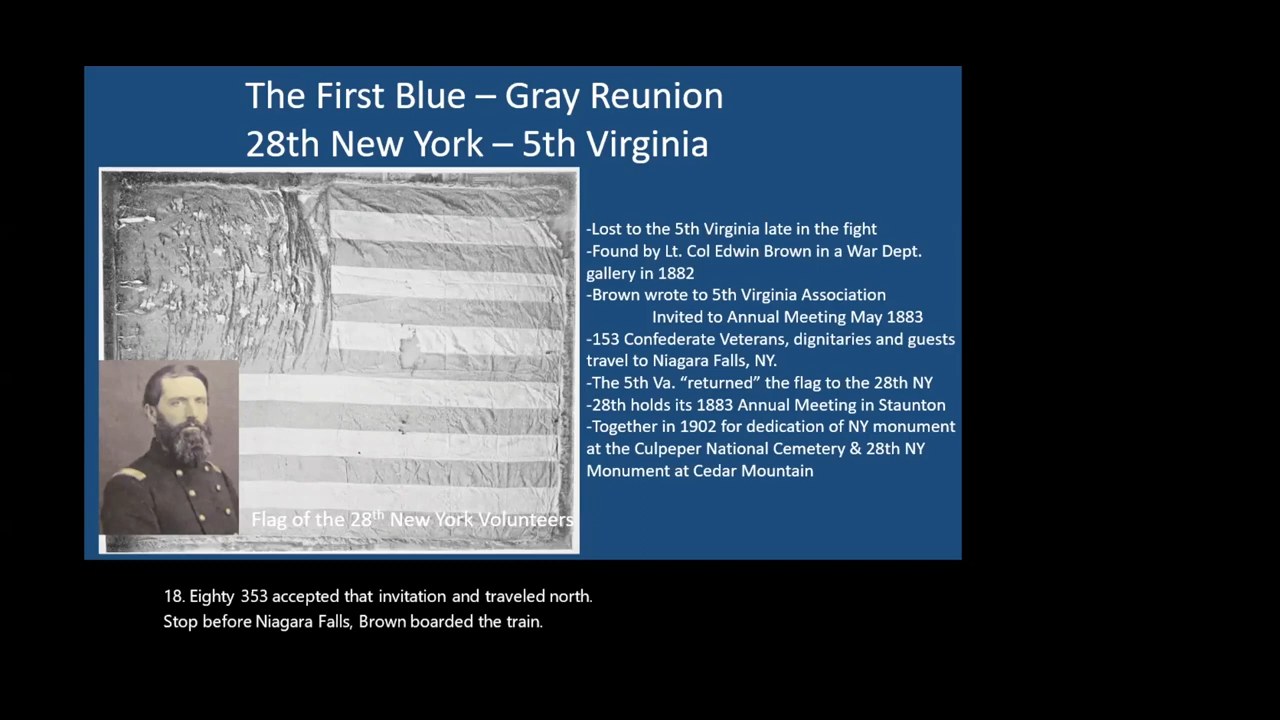 The First Blue – Gray Reunion
28th New York – 5th Virginia
-Lost to the 5th Virginia late in the fight
-Found by Lt. Col Edwin Brown in a War Dept.
gallery in 1882
-Brown wrote to 5th Virginia Association
Invited to Annual Meeting May 1883
-153 Confederate Veterans, dignitaries and guests
travel to Niagara Falls, NY.
-The 5th Va. “returned” the flag to the 28th NY
-28th holds its 1883 Annual Meeting in Staunton
-Together in 1902 for dedication of NY monument
at the Culpeper National Cemetery & 28th NY
Monument at Cedar Mountain
Flag of the 28th New York Volunteers
18. Eighty 353 accepted that invitation and traveled north.
Stop before Niagara Falls, Brown boarded the train.